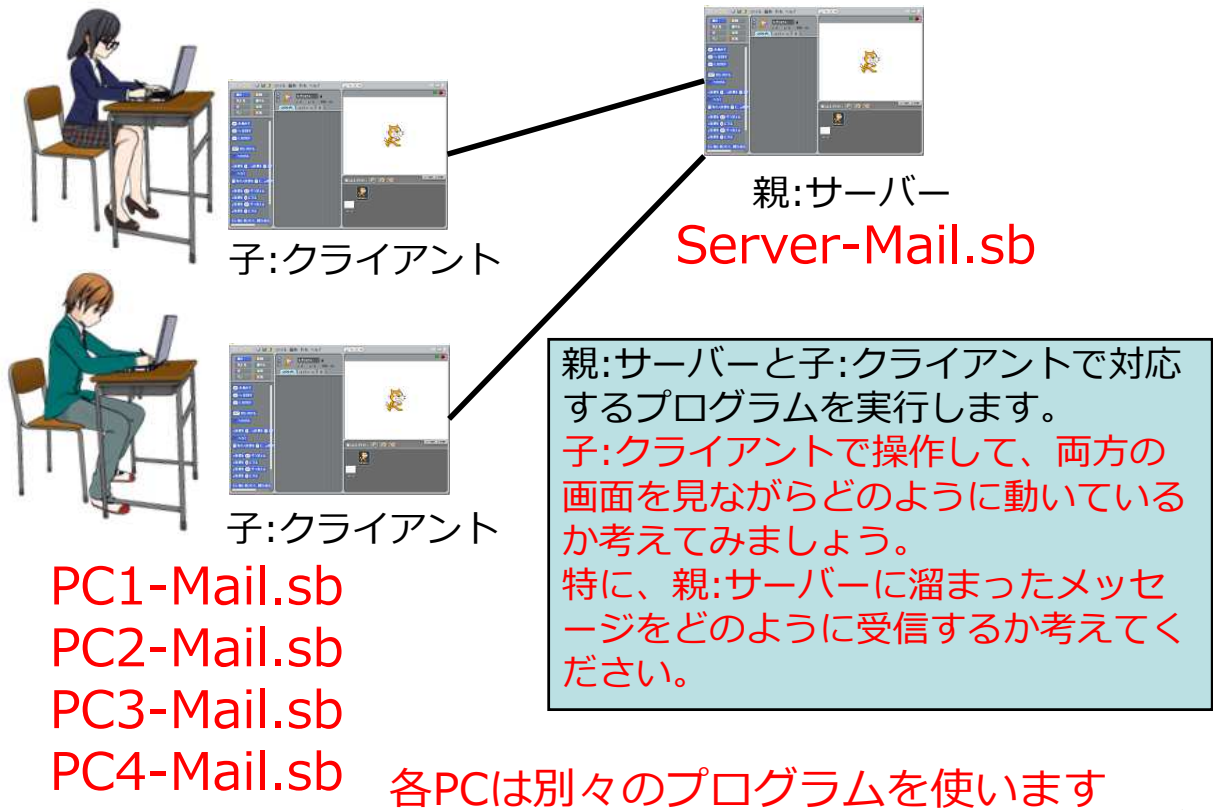 親:サーバー
Server-Mail.sb
子:クライアント
子:クライアント
PC1-Mail.sb
PC2-Mail.sb
PC3-Mail.sb
PC4-Mail.sb
親:サーバーと子:クライアントで対応
するプログラムを実行します。
子:クライアントで操作して、両方の
画面を見ながらどのように動いている
か考えてみましょう。
特に、親:サーバーに溜まったメッセ
ージをどのように受信するか考えてく
ださい。
各PCは別々のプログラムを使います